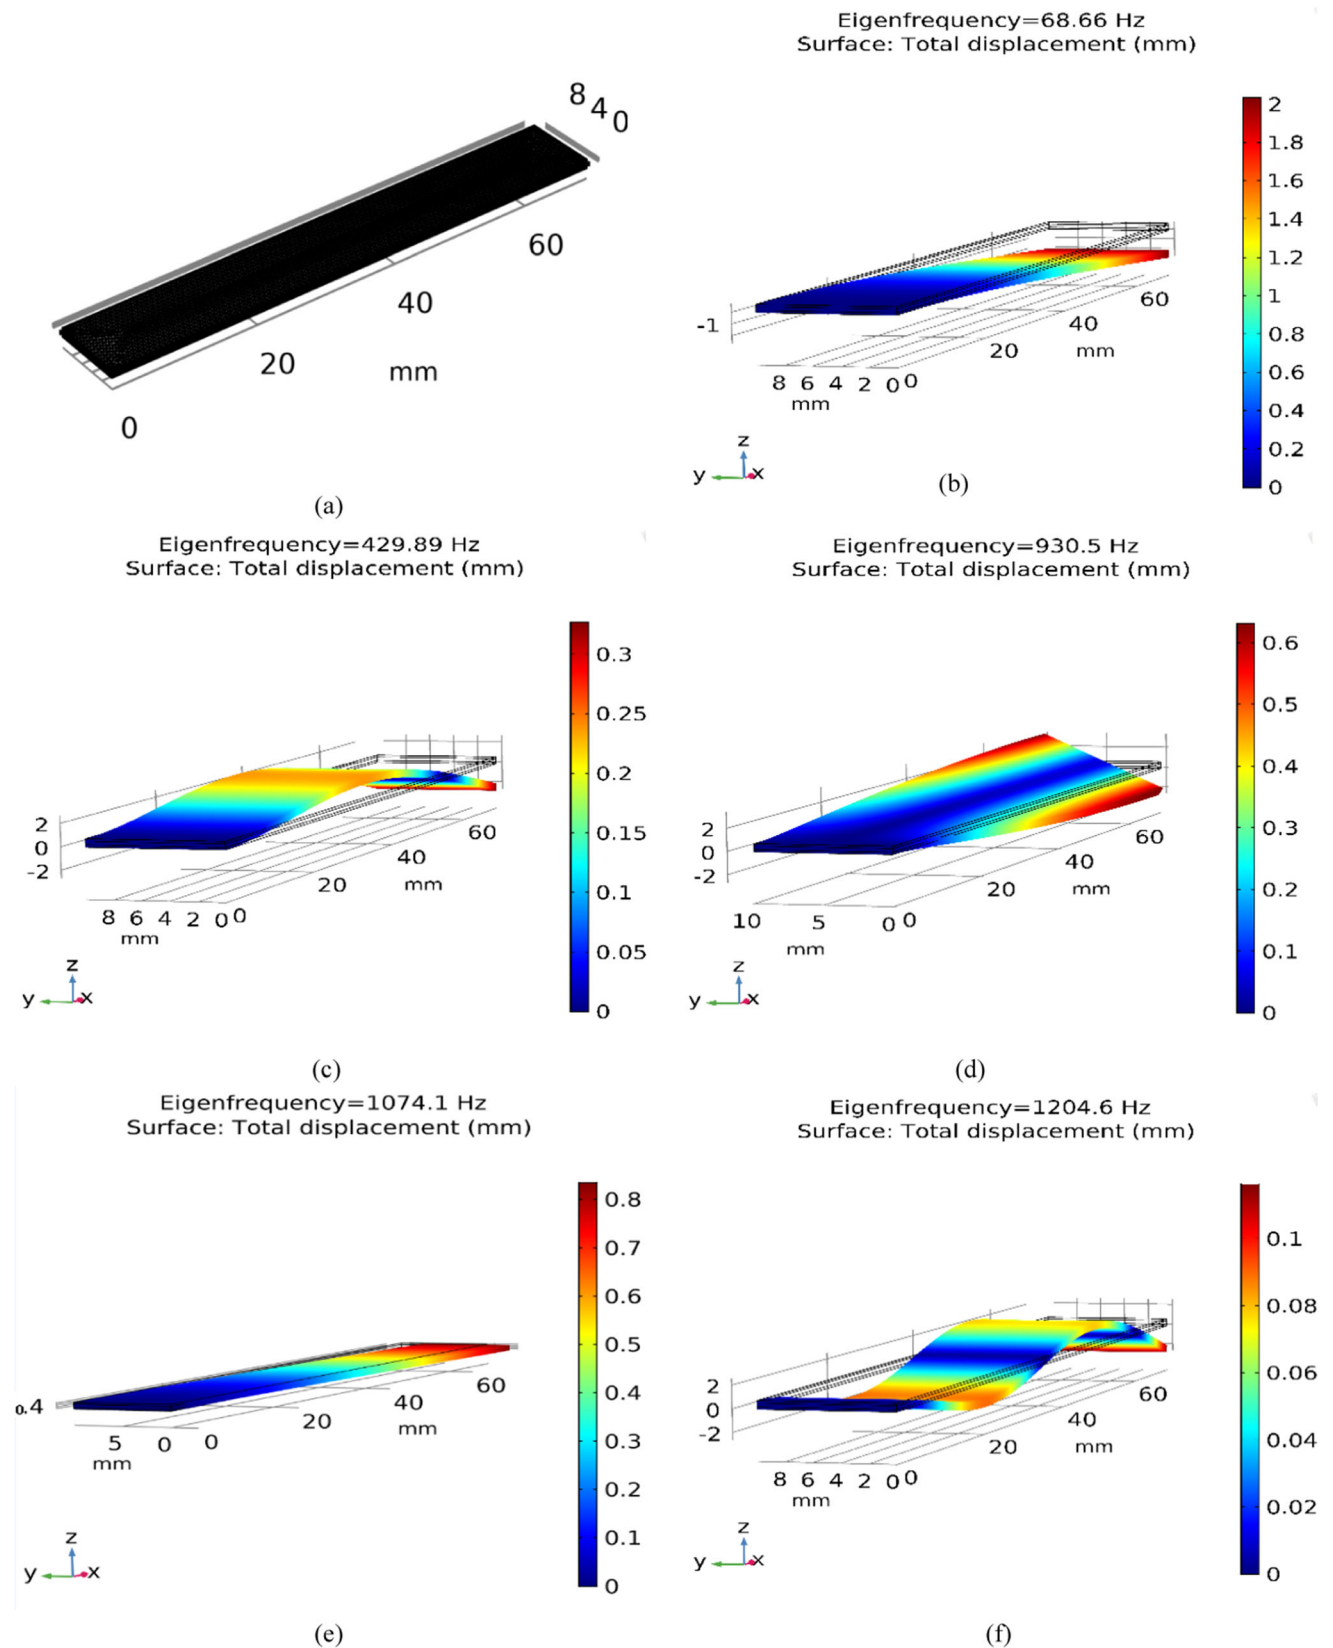 8 4 0
60
40
20 mm
0
(a)
Eigenfrequency=68.66 Hz
Surface: Total displacement (mm)
2
1.8
1.6
1.4
1.2
1
0.8
0.6
0.4
0.2
0
-1
60
40
20 mm
8 6 4 2 0 0
mm
z
y x
(b)
Eigenfrequency=429.89 Hz
Surface: Total displacement (mm)
0.3
0.25
0.2
0.15
0.1
0.05
0
2
0
-2
60
40
20 mm
8 6 4 2 0 0
mm
z
y x
(c)
Eigenfrequency=930.5 Hz
Surface: Total displacement (mm)
0.6
0.5
0.4
0.3
0.2
0.1
0
2
0
-2
60
40
20 mm
10 5 0 0
mm
z
y x
(d)
Eigenfrequency=1074.1 Hz
Surface: Total displacement (mm)
0.8
0.7
0.6
0.5
0.4
0.3
0.2
0.1
0
0.4
60
40
20 mm
5 0 0
mm
z
y x
(e)
Eigenfrequency=1204.6 Hz
Surface: Total displacement (mm)
0.1
0.08
0.06
0.04
0.02
0
2
0
-2
60
40
20 mm
8 6 4 2 0 0
mm
z
y x
(f)